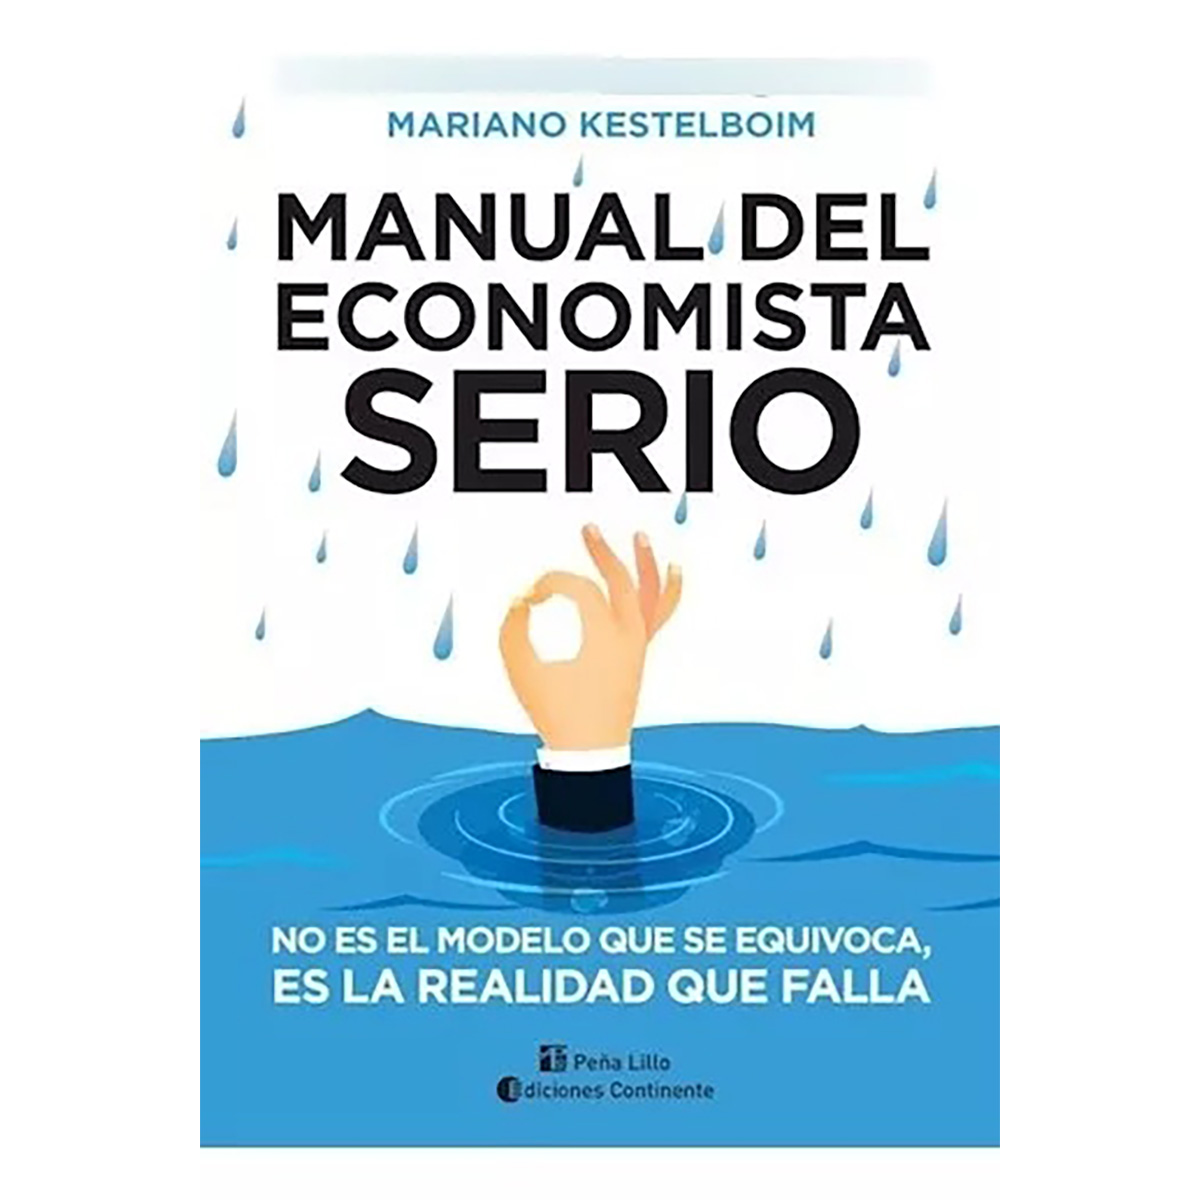 MARIANO KESTELBOIM
MANUAL DEL
ECONOMISTA
SERIO
NO ES EL MODELO QUE SE EQUIVOCA,
ES LA REALIDAD QUE FALLA
Peña Lillo
Ediciones Continente